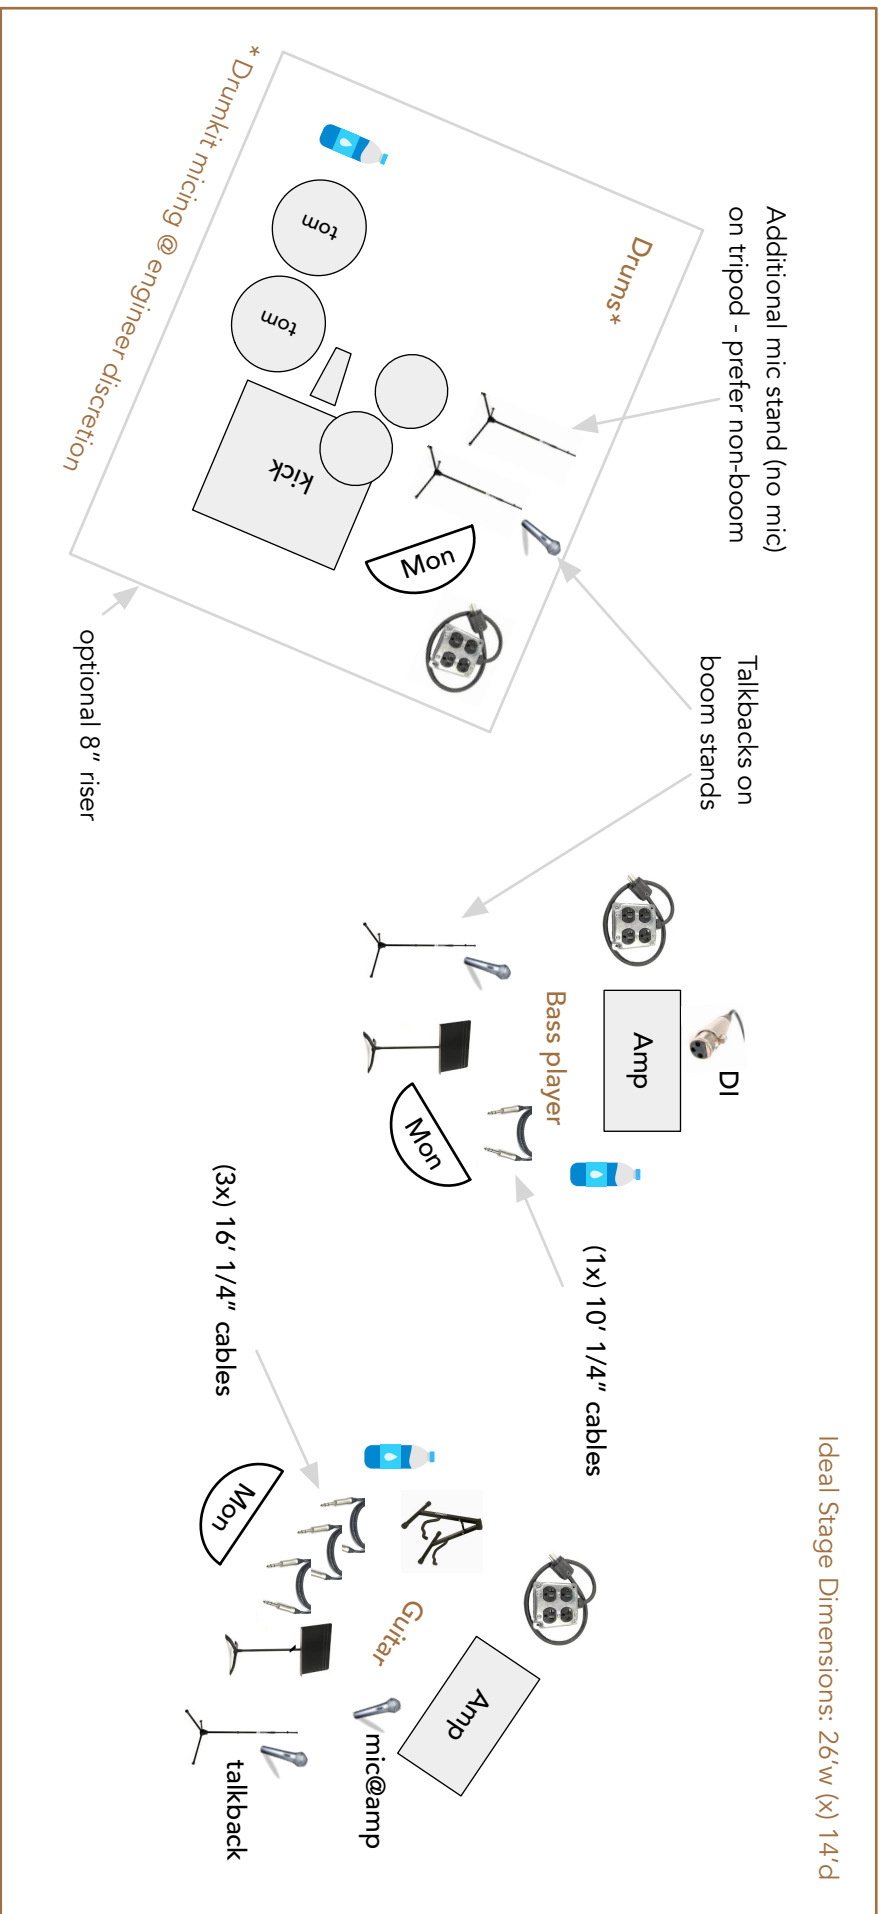 Ideal Stage Dimensions: 26'w (x) 14'd
Additional mic stand (no mic)
on tripod - prefer non-boom
Talkbacks on
boom stands
DI
Amp
Drums*
Bass player
(1x) 10' 1/4" cables
tom
tom
kick
Mon
Mon
Amp
Guitar
mic@amp
(3x) 16' 1/4" cables
Mon
talkback
* Drumkit micing @ engineer discretion
optional 8" riser